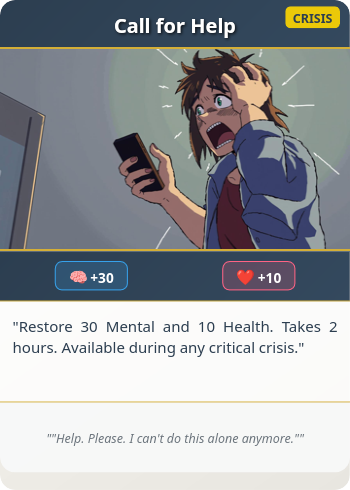 Call for Help
CRISIS
🧠 +30
❤️ +10
"Restore 30 Mental and 10 Health. Takes 2
hours. Available during any critical crisis."
""Help. Please. I can't do this alone anymore.""